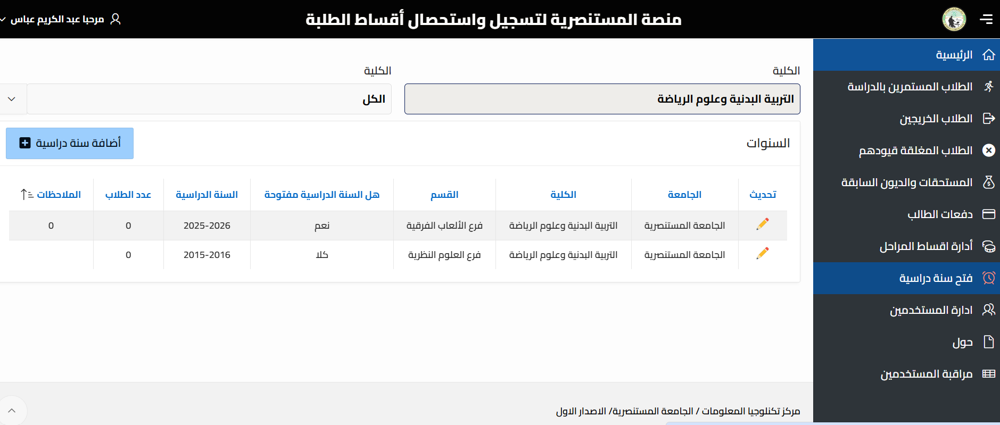 منصة المستنصرية لتسجيل واستحصال أقساط الطلبة
مرحبا عبد الكريم عباس
الرئيسية
الطلاب المستمرين بالدراسة
الطلاب الخريجين
الطلاب المغلقة قيودهم
المستحقات والديون السابقة
دفعات الطالب
أدارة اقساط المراحل
فتح سنة دراسية
ادارة المستخدمين
حول
مراقبة المستخدمين
الكلية
التربية البدنية وعلوم الرياضة
الكلية
الكل
السنوات
أضافة سنة دراسية
تحديث الجامعة الكلية القسم هل السنة الدراسية مفتوحة السنة الدراسية عدد الطلاب الملاحظات
الجامعة المستنصرية التربية البدنية وعلوم الرياضة فرع الألعاب الفرقية نعم 2025-2026 0 0
الجامعة المستنصرية التربية البدنية وعلوم الرياضة فرع العلوم النظرية كلا 2015-2016 0
مركز تكنلوجيا المعلومات / الجامعة المستنصرية/ الاصدار الاول